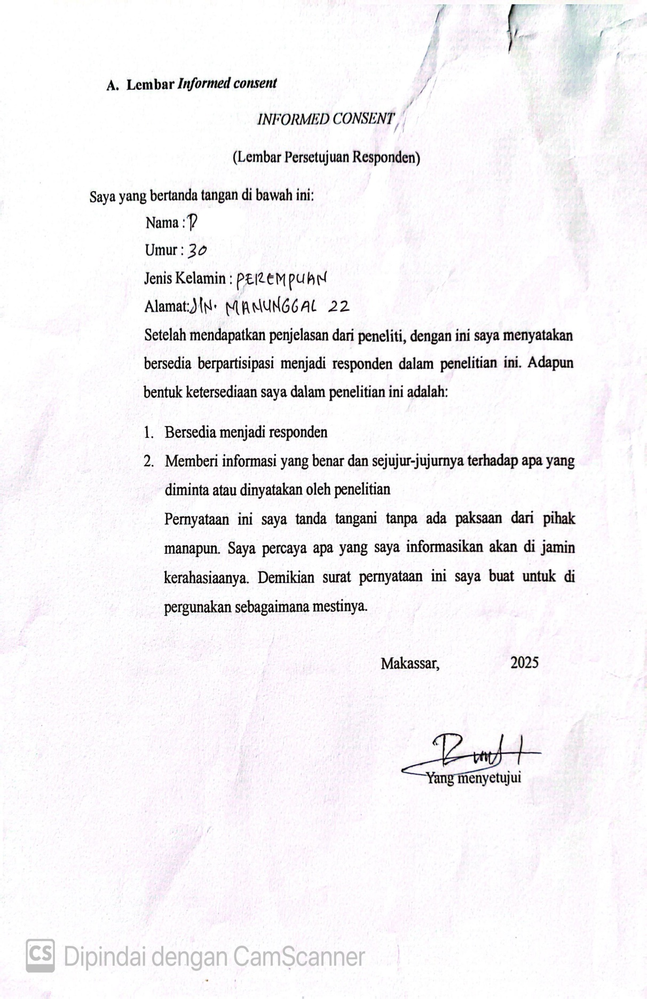 A. Lembar Informed consent
INFORMED CONSENT
(Lembar Persetujuan Responden)
Saya yang bertanda tangan di bawah ini:
Nama : P
Umur : 30
Jenis Kelamin : PEREMPUAN
Alamat: Jln. MANUNGGAL 22
Setelah mendapatkan penjelasan dari peneliti, dengan ini saya menyatakan
bersedia berpartisipasi menjadi responden dalam penelitian ini. Adapun
bentuk ketersediaan saya dalam penelitian ini adalah:
1. Bersedia menjadi responden
2. Memberi informasi yang benar dan sejujur-jujurnya terhadap apa yang
diminta atau dinyatakan oleh penelitian
Pernyataan ini saya tanda tangani tanpa ada paksaan dari pihak
manapun. Saya percaya apa yang saya informasikan akan di jamin
kerahasiaanya. Demikian surat pernyataan ini saya buat untuk di
pergunakan sebagaimana mestinya.
Makassar, 2025
Yang menyetujui
CS Dipindai dengan CamScanner